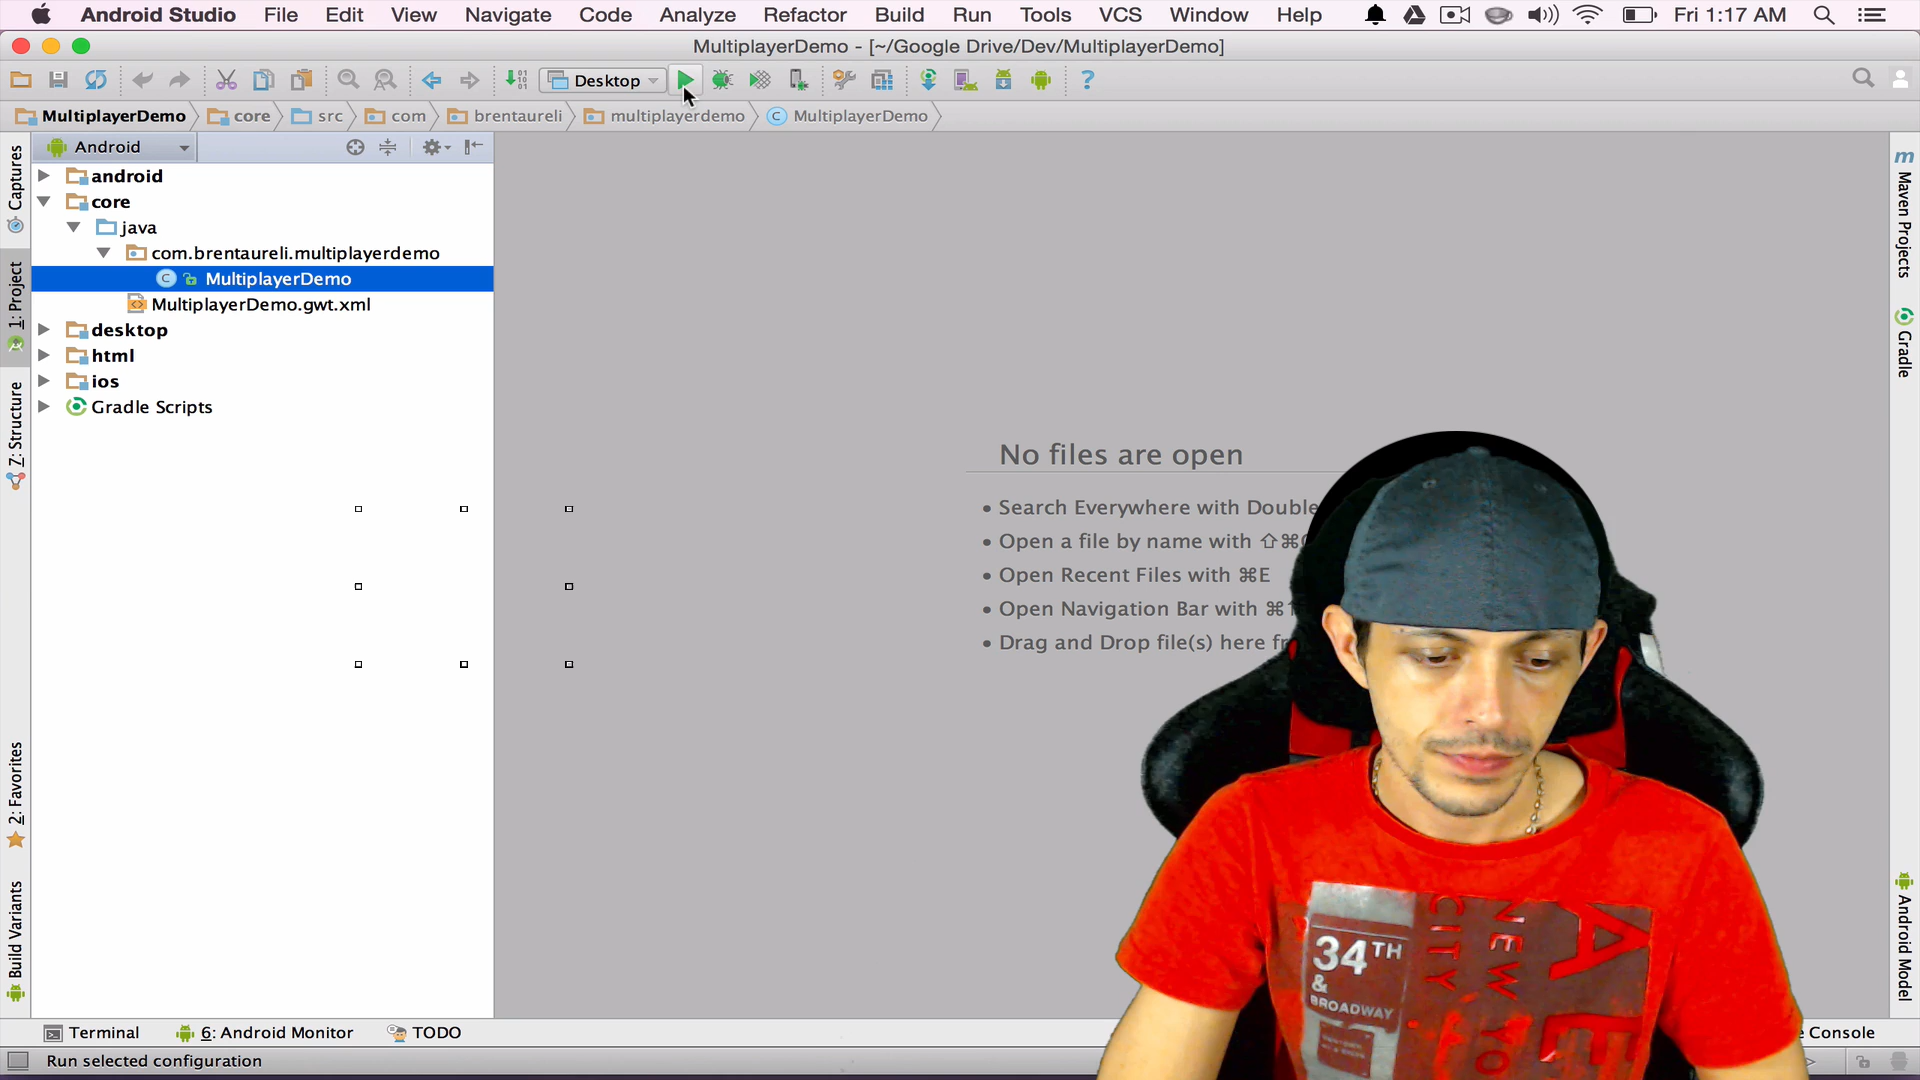 Android Studio File Edit View Navigate Code Analyze Refactor Build Run Tools VCS Window Help Fri 1:17 AM
MultiplayerDemo - [~/Google Drive/Dev/MultiplayerDemo]
Desktop
MultiplayerDemo core src com brentaureli multiplayerdemo MultiplayerDemo
Android
android
core
java
com.brentaureli.multiplayerdemo
MultiplayerDemo
MultiplayerDemo.gwt.xml
desktop
html
ios
Gradle Scripts
Captures
1: Project
7: Structure
2: Favorites
Build Variants
No files are open
• Search Everywhere with Double
• Open a file by name with ⇧⌘
• Open Recent Files with ⌘E
• Open Navigation Bar with ⌘
• Drag and Drop file(s) here
m Maven Projects
Gradle
Android Model
34TH
&
BROADWAY
NEW YO
CITY
Terminal 6: Android Monitor TODO Console
Run selected configuration